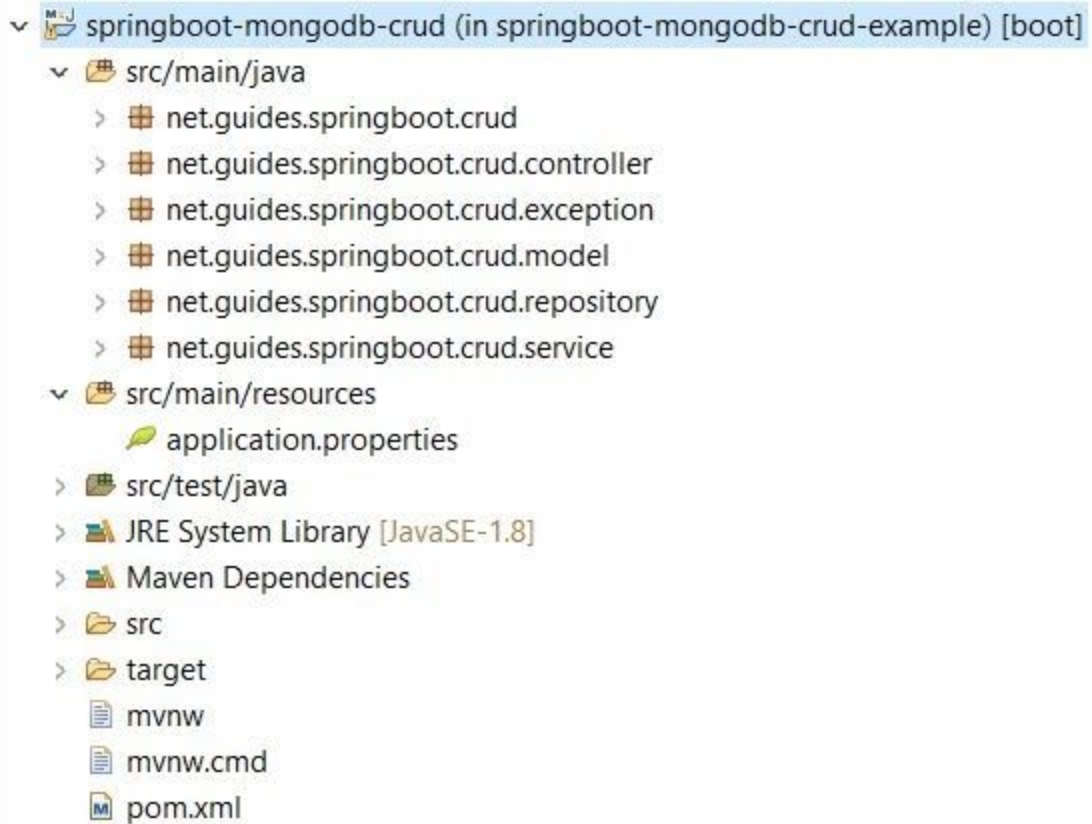 springboot-mongodb-crud (in springboot-mongodb-crud-example) [boot]
src/main/java
net.guides.springboot.crud
net.guides.springboot.crud.controller
net.guides.springboot.crud.exception
net.guides.springboot.crud.model
net.guides.springboot.crud.repository
net.guides.springboot.crud.service
src/main/resources
application.properties
src/test/java
JRE System Library [JavaSE-1.8]
Maven Dependencies
src
target
mvnw
mvnw.cmd
pom.xml